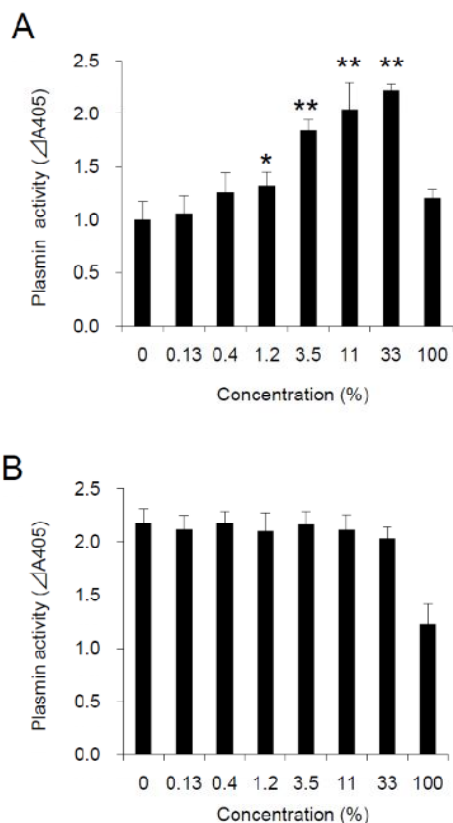 A
Plasmin activity (⊿A405)
2.5
2.0
1.5
1.0
0.5
0.0
*
**
**
**
0 0.13 0.4 1.2 3.5 11 33 100
Concentration (%)
B
Plasmin activity (⊿A405)
2.5
2.0
1.5
1.0
0.5
0.0
0 0.13 0.4 1.2 3.5 11 33 100
Concentration (%)